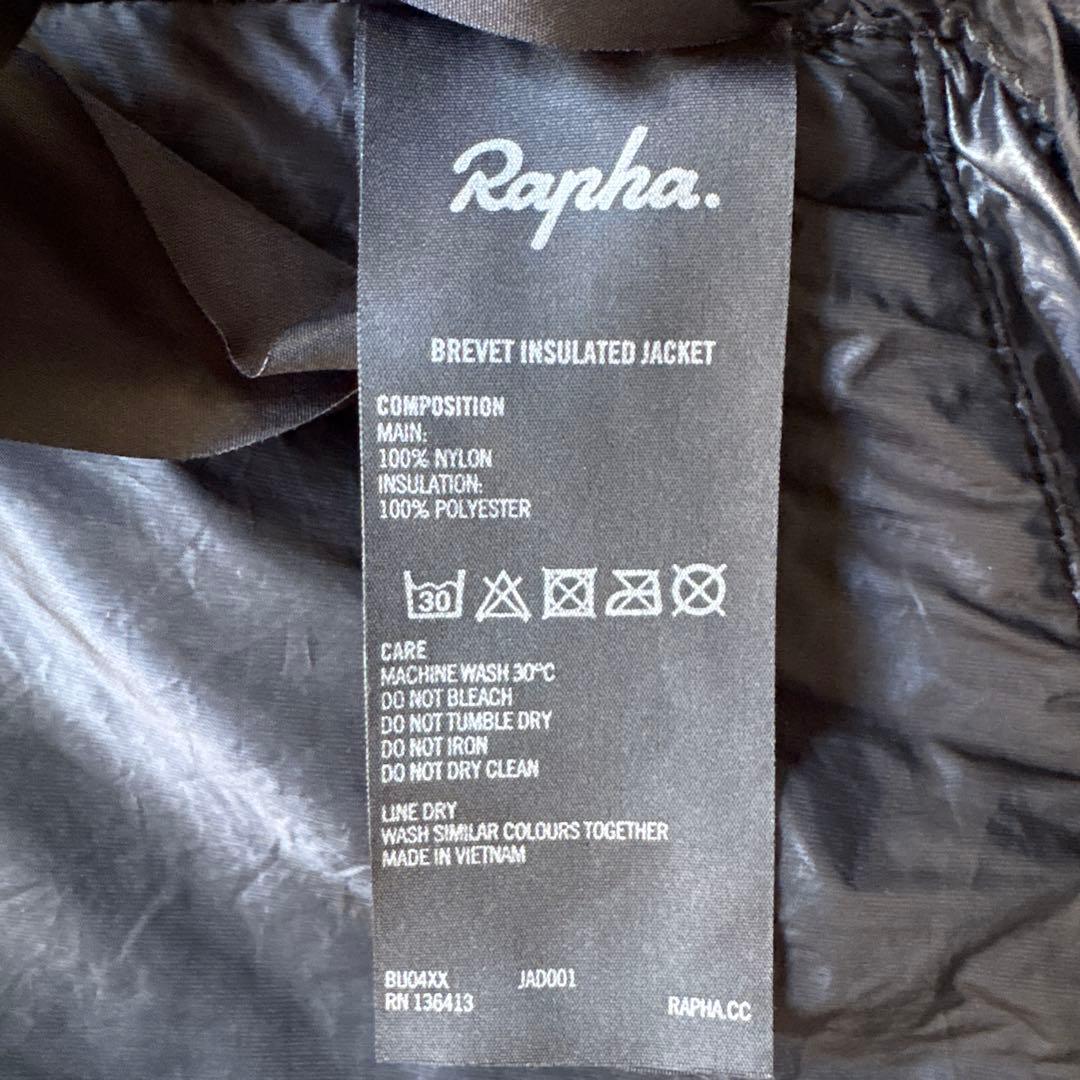 Rapha.
BREVET INSULATED JACKET
COMPOSITION
MAIN:
100% NYLON
INSULATION:
100% POLYESTER
30
CARE
MACHINE WASH 30°C
DO NOT BLEACH
DO NOT TUMBLE DRY
DO NOT IRON
DO NOT DRY CLEAN
LINE DRY
WASH SIMILAR COLOURS TOGETHER
MADE IN VIETNAM
BU04XX JAD001
RN 136413 RAPHA.CC